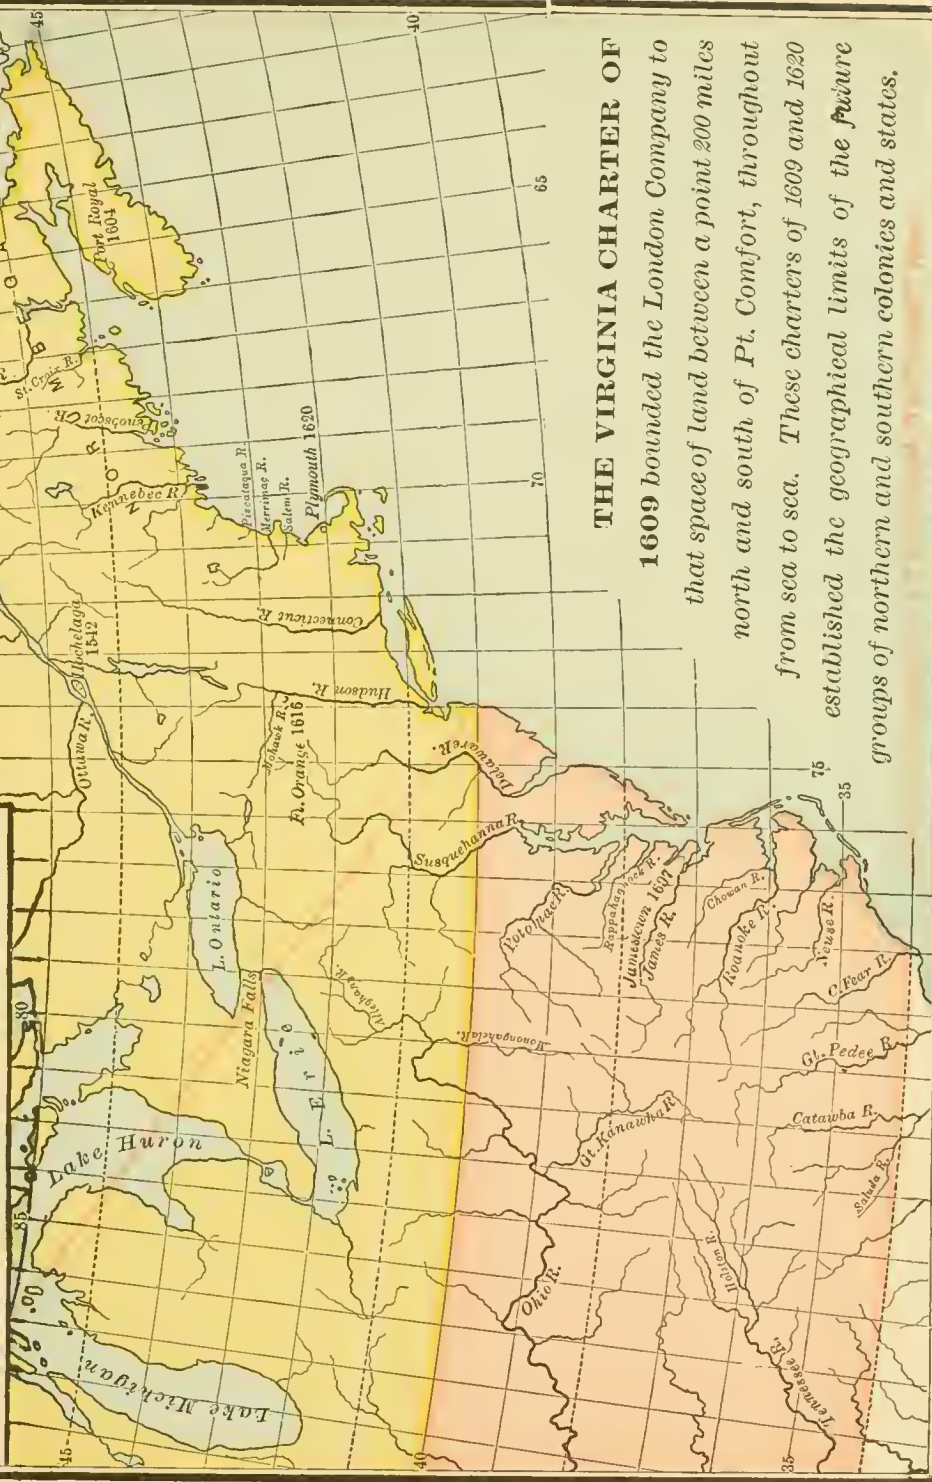 THE VIRGINIA CHARTER OF
1609 bounded the London Company to
that space of land between a point 200 miles
north and south of Pt. Comfort, throughout
from sea to sea. These charters of 1609 and 1620
established the geographical limits of the future
groups of northern and southern colonies and states.
45
40
65
70
75
35
80
85
45
40
35
Port Royal
1604
St. Croix R.
Penobscot R.
Kennebec R.
Piscataqua R.
Merrimac R.
Salem R.
Plymouth 1620
Connecticut R.
Hochelaga
1542
Hudson R.
Ottawa R.
Mohawk R.
Ft. Orange 1616
Delaware R.
Susquehanna R.
L. Ontario
Niagara Falls
L. Erie
Alleghany R.
Monongahela R.
Lake Huron
Lake Michigan
Potomac R.
Rappahannock R.
Jamestown 1607
James R.
Chowan R.
Roanoke R.
Neuse R.
C. Fear R.
Gt. Pedee R.
Catawba R.
Saluda R.
Gt. Kanawha R.
Holston R.
Ohio R.
Tennessee R.
N O R
M B E G A